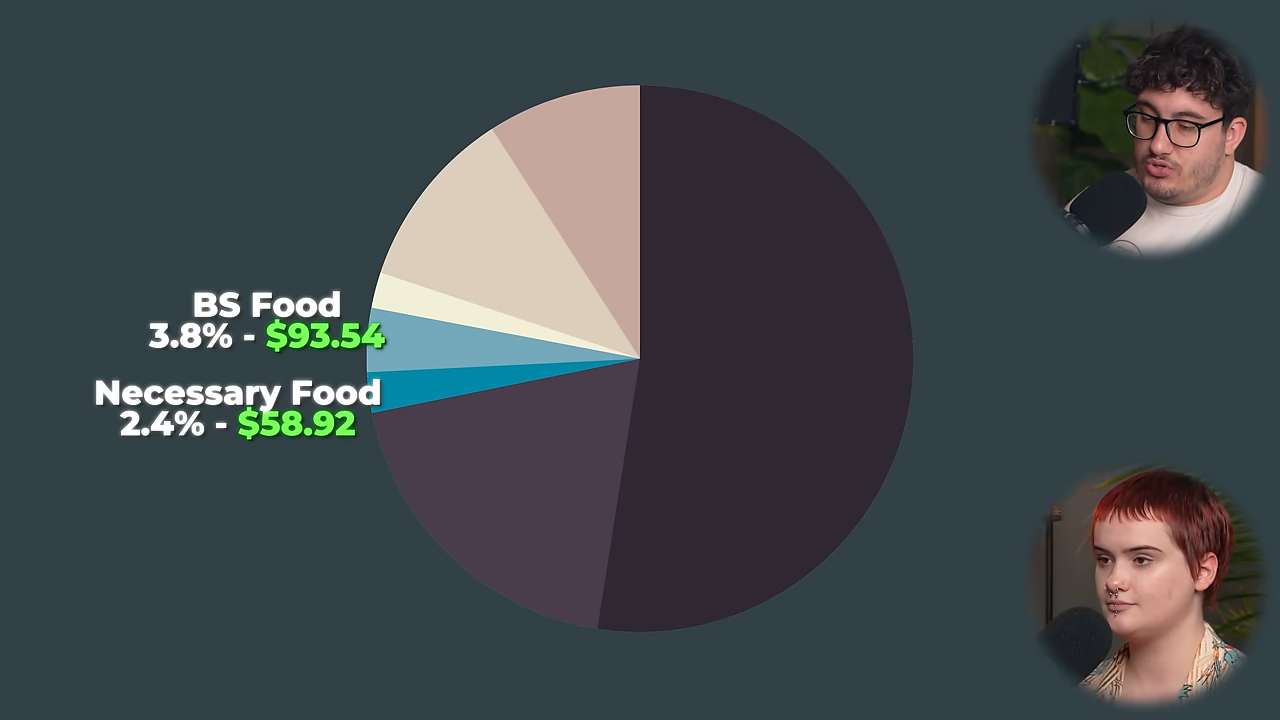 BS Food
3.8% - $93.54
Necessary Food
2.4% - $58.92